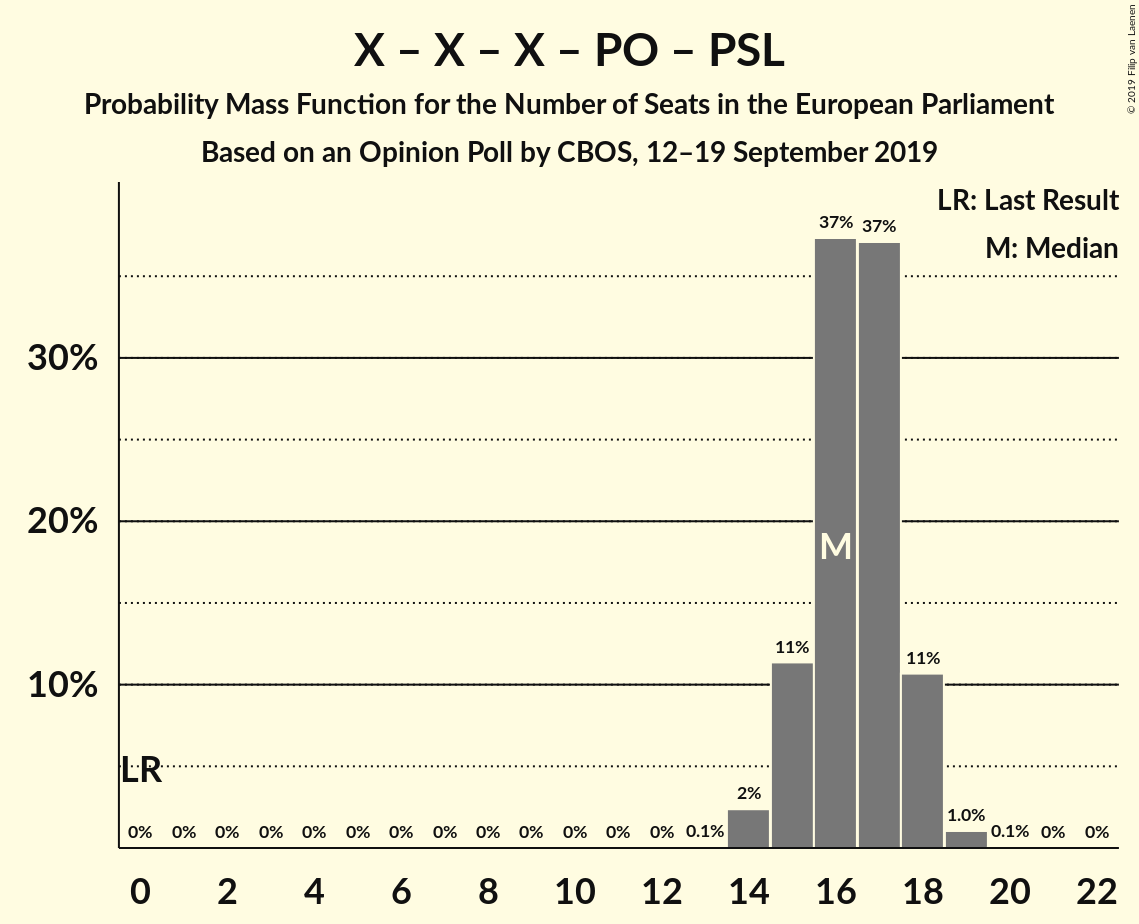 X – X – X – PO – PSL
Probability Mass Function for the Number of Seats in the European Parliament
Based on an Opinion Poll by CBOS, 12–19 September 2019
© 2019 Filip van Laenen
LR: Last Result
M: Median
37% 37%
30%
20%
M
11% 11%
10%
LR
2%
1.0%
0% 0% 0% 0% 0% 0% 0% 0% 0% 0% 0% 0% 0% 0.1% 0.1% 0% 0%
0 2 4 6 8 10 12 14 16 18 20 22